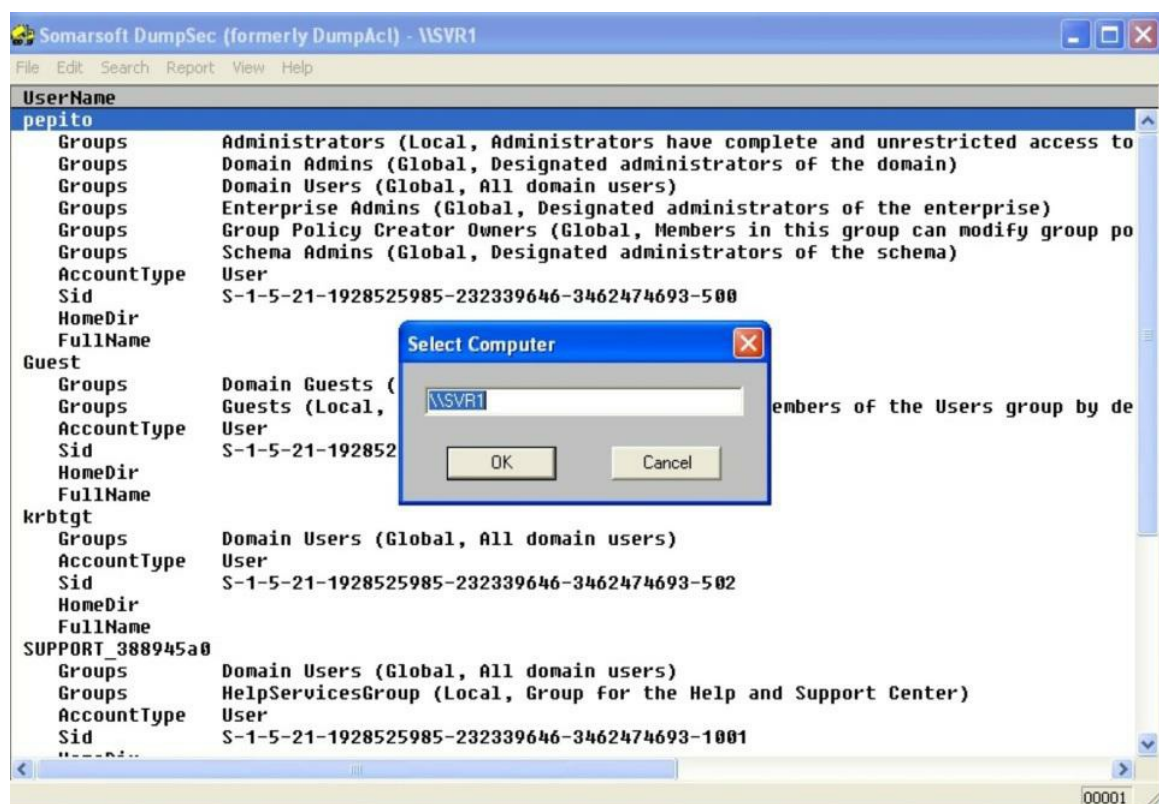 Somarsoft DumpSec (formerly DumpAcl) - \\SVR1
File Edit Search Report View Help
UserName
pepito
Groups Administrators (Local, Administrators have complete and unrestricted access to
Groups Domain Admins (Global, Designated administrators of the domain)
Groups Domain Users (Global, All domain users)
Groups Enterprise Admins (Global, Designated administrators of the enterprise)
Groups Group Policy Creator Owners (Global, Members in this group can modify group po
Groups Schema Admins (Global, Designated administrators of the schema)
AccountType User
Sid S-1-5-21-1928525985-232339646-3462474693-500
HomeDir
FullName
Guest
Groups Domain Guests (
Groups Guests (Local, embers of the Users group by de
AccountType User
Sid S-1-5-21-192852
HomeDir
FullName
Select Computer
\\SVR1
OK Cancel
krbtgt
Groups Domain Users (Global, All domain users)
AccountType User
Sid S-1-5-21-1928525985-232339646-3462474693-502
HomeDir
FullName
SUPPORT_388945a0
Groups Domain Users (Global, All domain users)
Groups HelpServicesGroup (Local, Group for the Help and Support Center)
AccountType User
Sid S-1-5-21-1928525985-232339646-3462474693-1001
00001